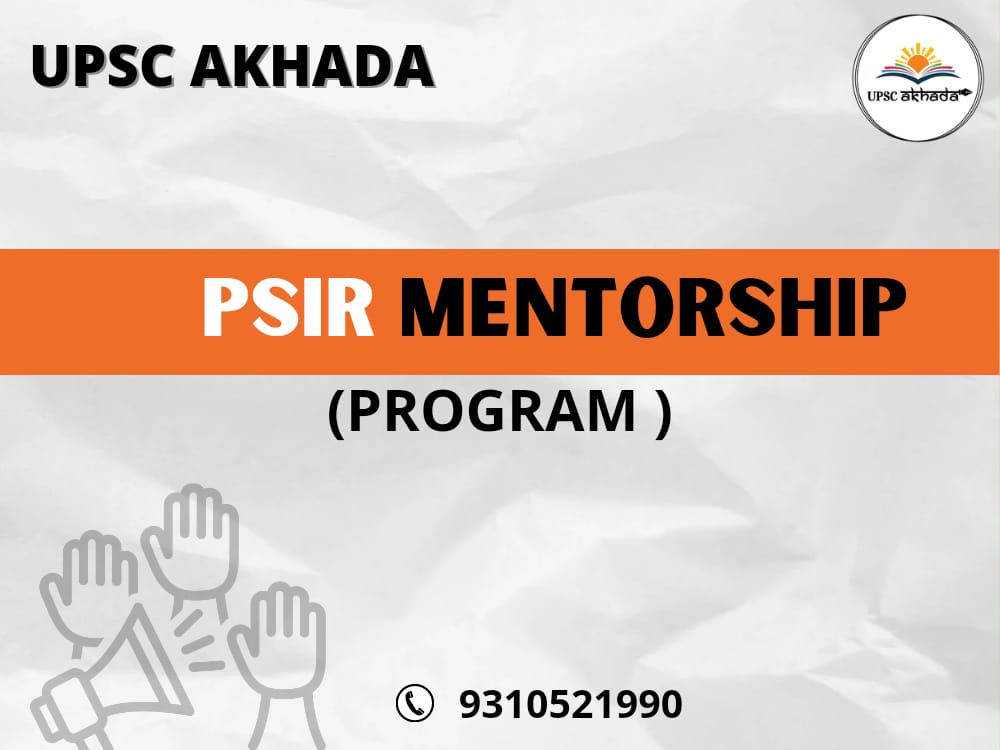 UPSC AKHADA
UPSC akhada
PSIR MENTORSHIP
(PROGRAM )
9310521990